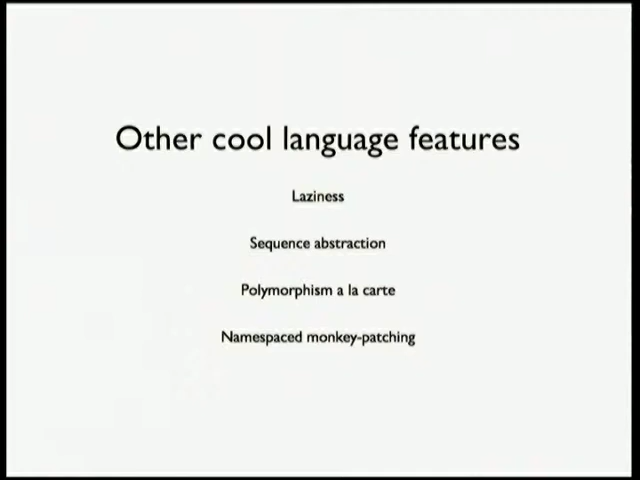 Other cool language features
Laziness
Sequence abstraction
Polymorphism a la carte
Namespaced monkey-patching